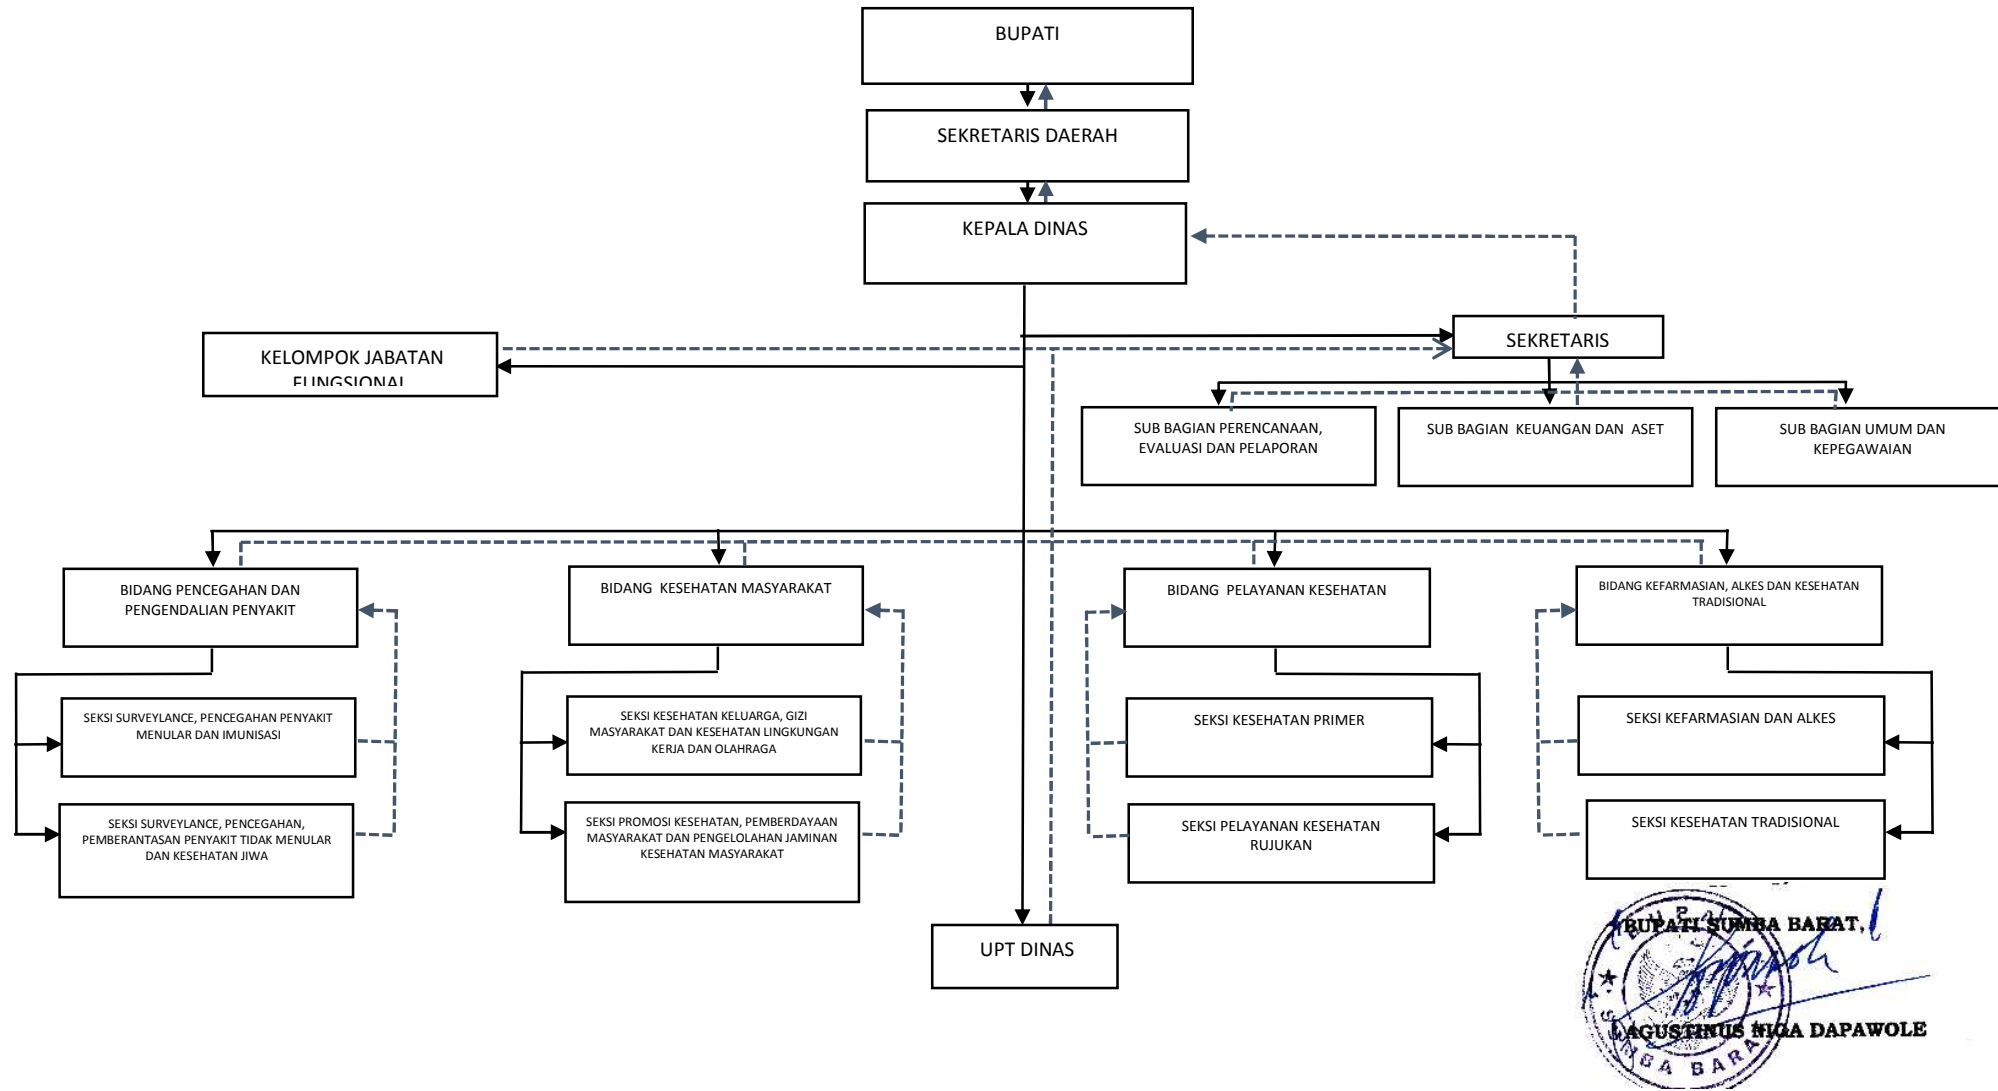 BUPATI
SEKRETARIS DAERAH
KEPALA DINAS
SEKRETARIS
KELOMPOK JABATAN
FUNGSIONAL
SUB BAGIAN PERENCANAAN,
EVALUASI DAN PELAPORAN
SUB BAGIAN KEUANGAN DAN ASET
SUB BAGIAN UMUM DAN
KEPEGAWAIAN
BIDANG PENCEGAHAN DAN
PENGENDALIAN PENYAKIT
BIDANG KESEHATAN MASYARAKAT
BIDANG PELAYANAN KESEHATAN
BIDANG KEFARMASIAN, ALKES DAN KESEHATAN
TRADISIONAL
SEKSI SURVEYLANCE, PENCEGAHAN PENYAKIT
MENULAR DAN IMUNISASI
SEKSI KESEHATAN KELUARGA, GIZI
MASYARAKAT DAN KESEHATAN LINGKUNGAN
KERJA DAN OLAHRAGA
SEKSI KESEHATAN PRIMER
SEKSI KEFARMASIAN DAN ALKES
SEKSI SURVEYLANCE, PENCEGAHAN,
PEMBERANTASAN PENYAKIT TIDAK MENULAR
DAN KESEHATAN JIWA
SEKSI PROMOSI KESEHATAN, PEMBERDAYAAN
MASYARAKAT DAN PENGELOLAHAN JAMINAN
KESEHATAN MASYARAKAT
SEKSI PELAYANAN KESEHATAN
RUJUKAN
SEKSI KESEHATAN TRADISIONAL
UPT DINAS
BUPATI SUMBA BARAT,
AGUSTINUS NIGA DAPAWOLE